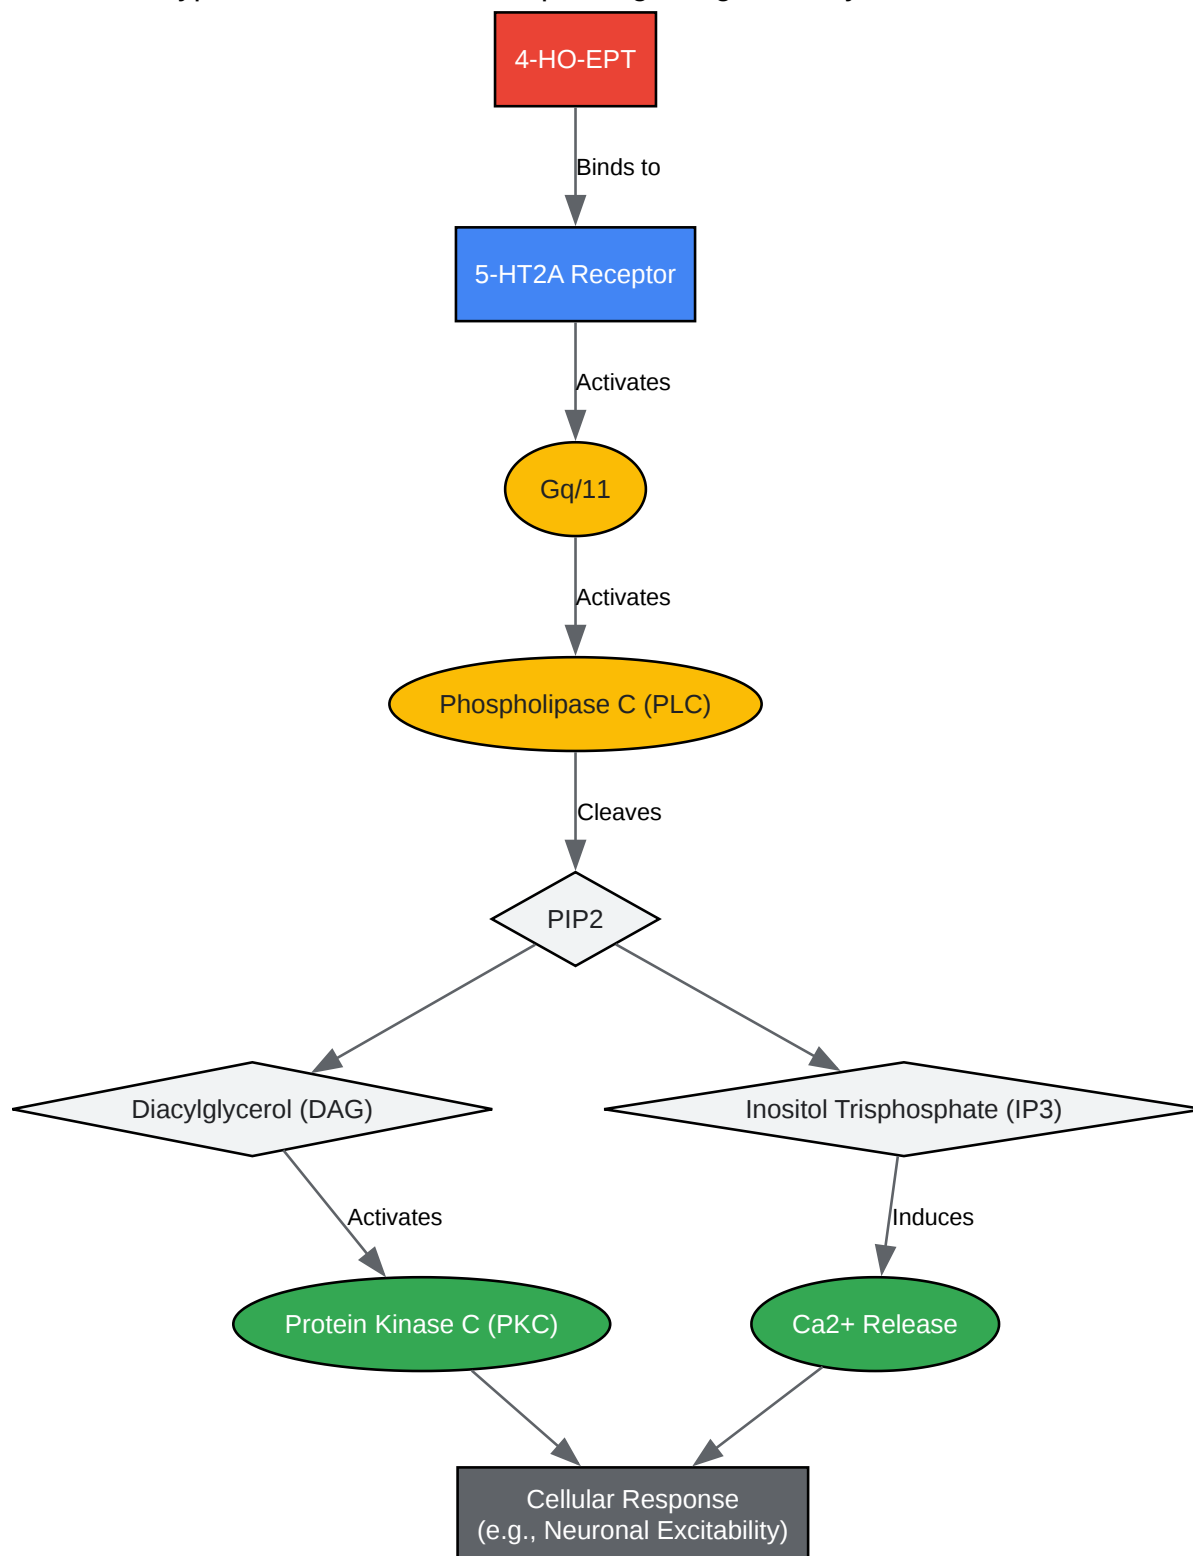 4-HO-EPT
Binds to
5-HT2A Receptor
Activates
Gq/11
Activates
Phospholipase C (PLC)
Cleaves
PIP2
Diacylglycerol (DAG)
Inositol Trisphosphate (IP3)
Activates
Induces
Protein Kinase C (PKC)
Ca2+ Release
Cellular Response
(e.g., Neuronal Excitability)